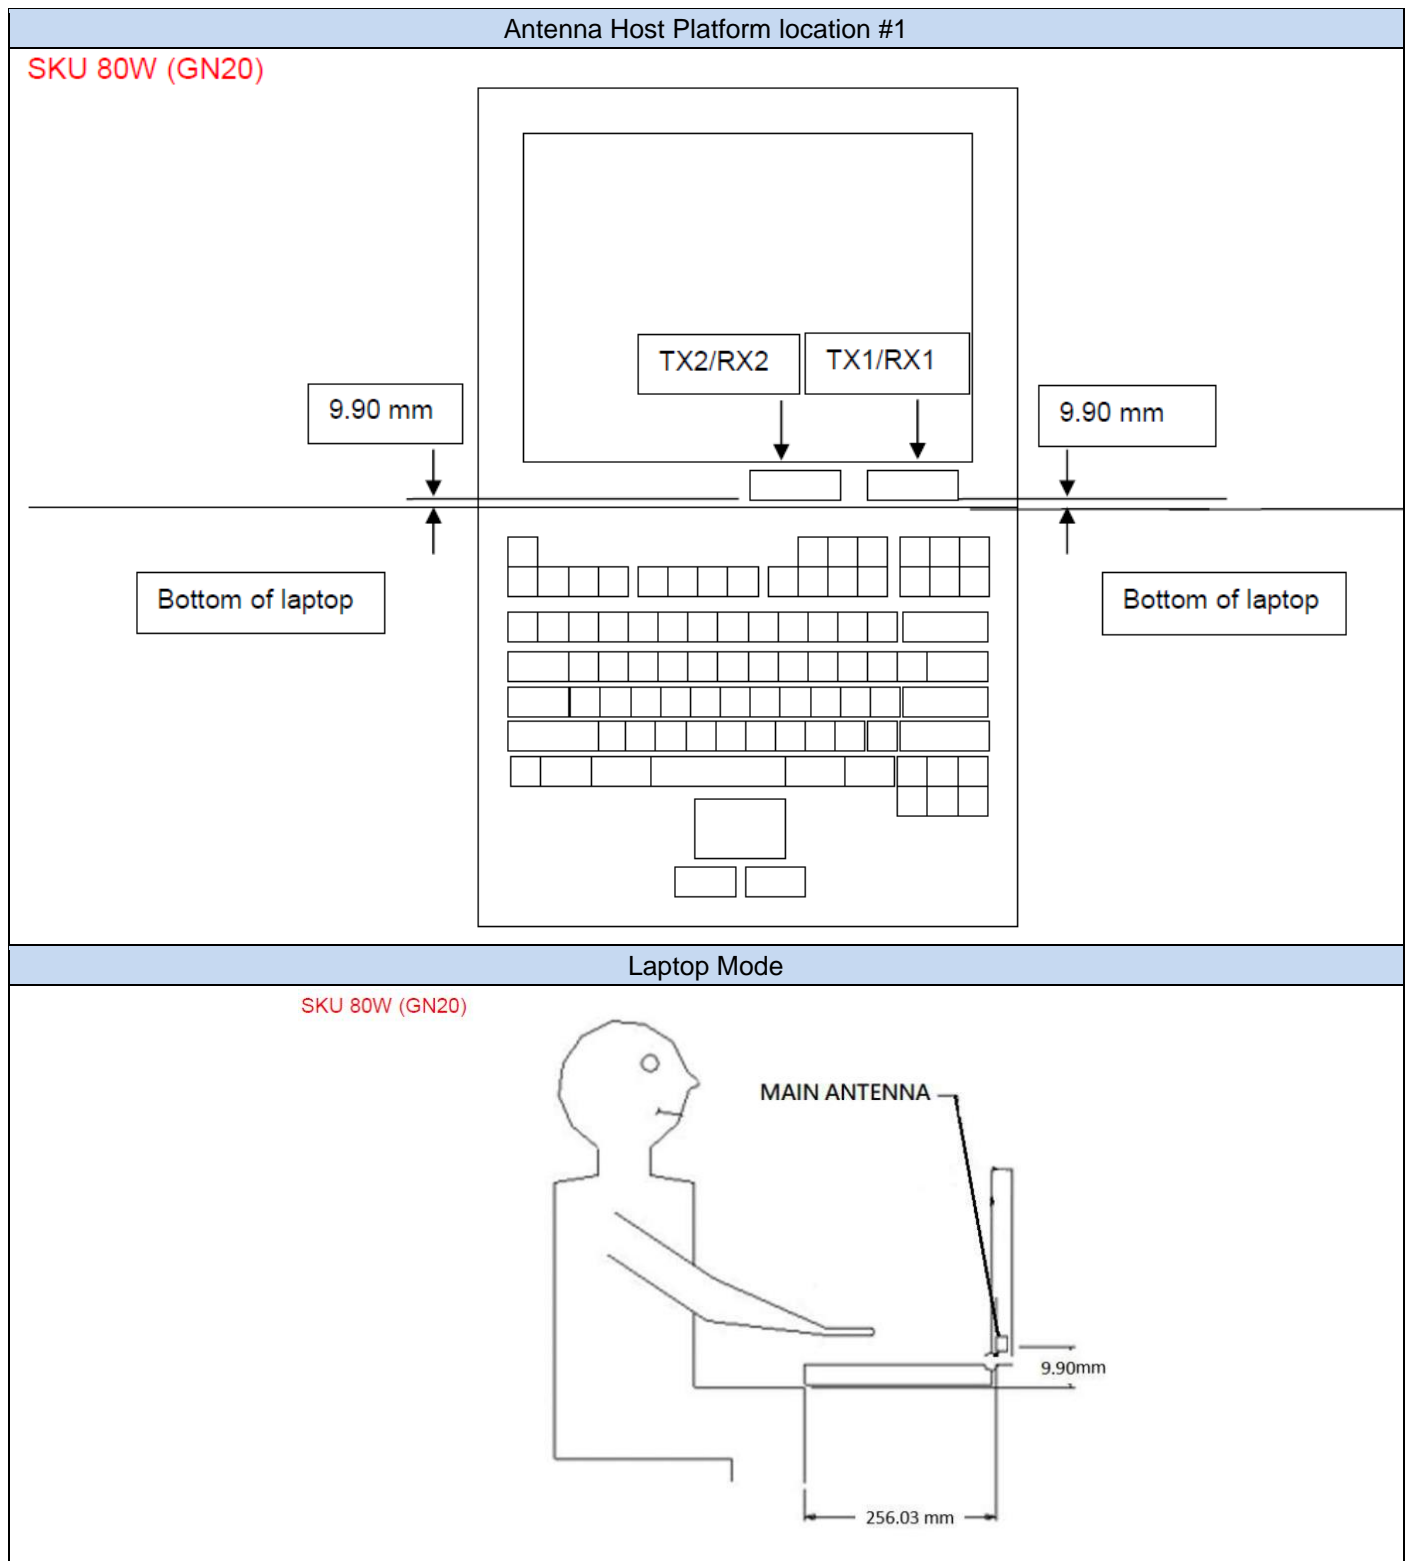 Antenna Host Platform location #1
SKU 80W (GN20)
TX2/RX2
TX1/RX1
9.90 mm
9.90 mm
Bottom of laptop
Bottom of laptop
Laptop Mode
SKU 80W (GN20)
MAIN ANTENNA
9.90mm
256.03 mm